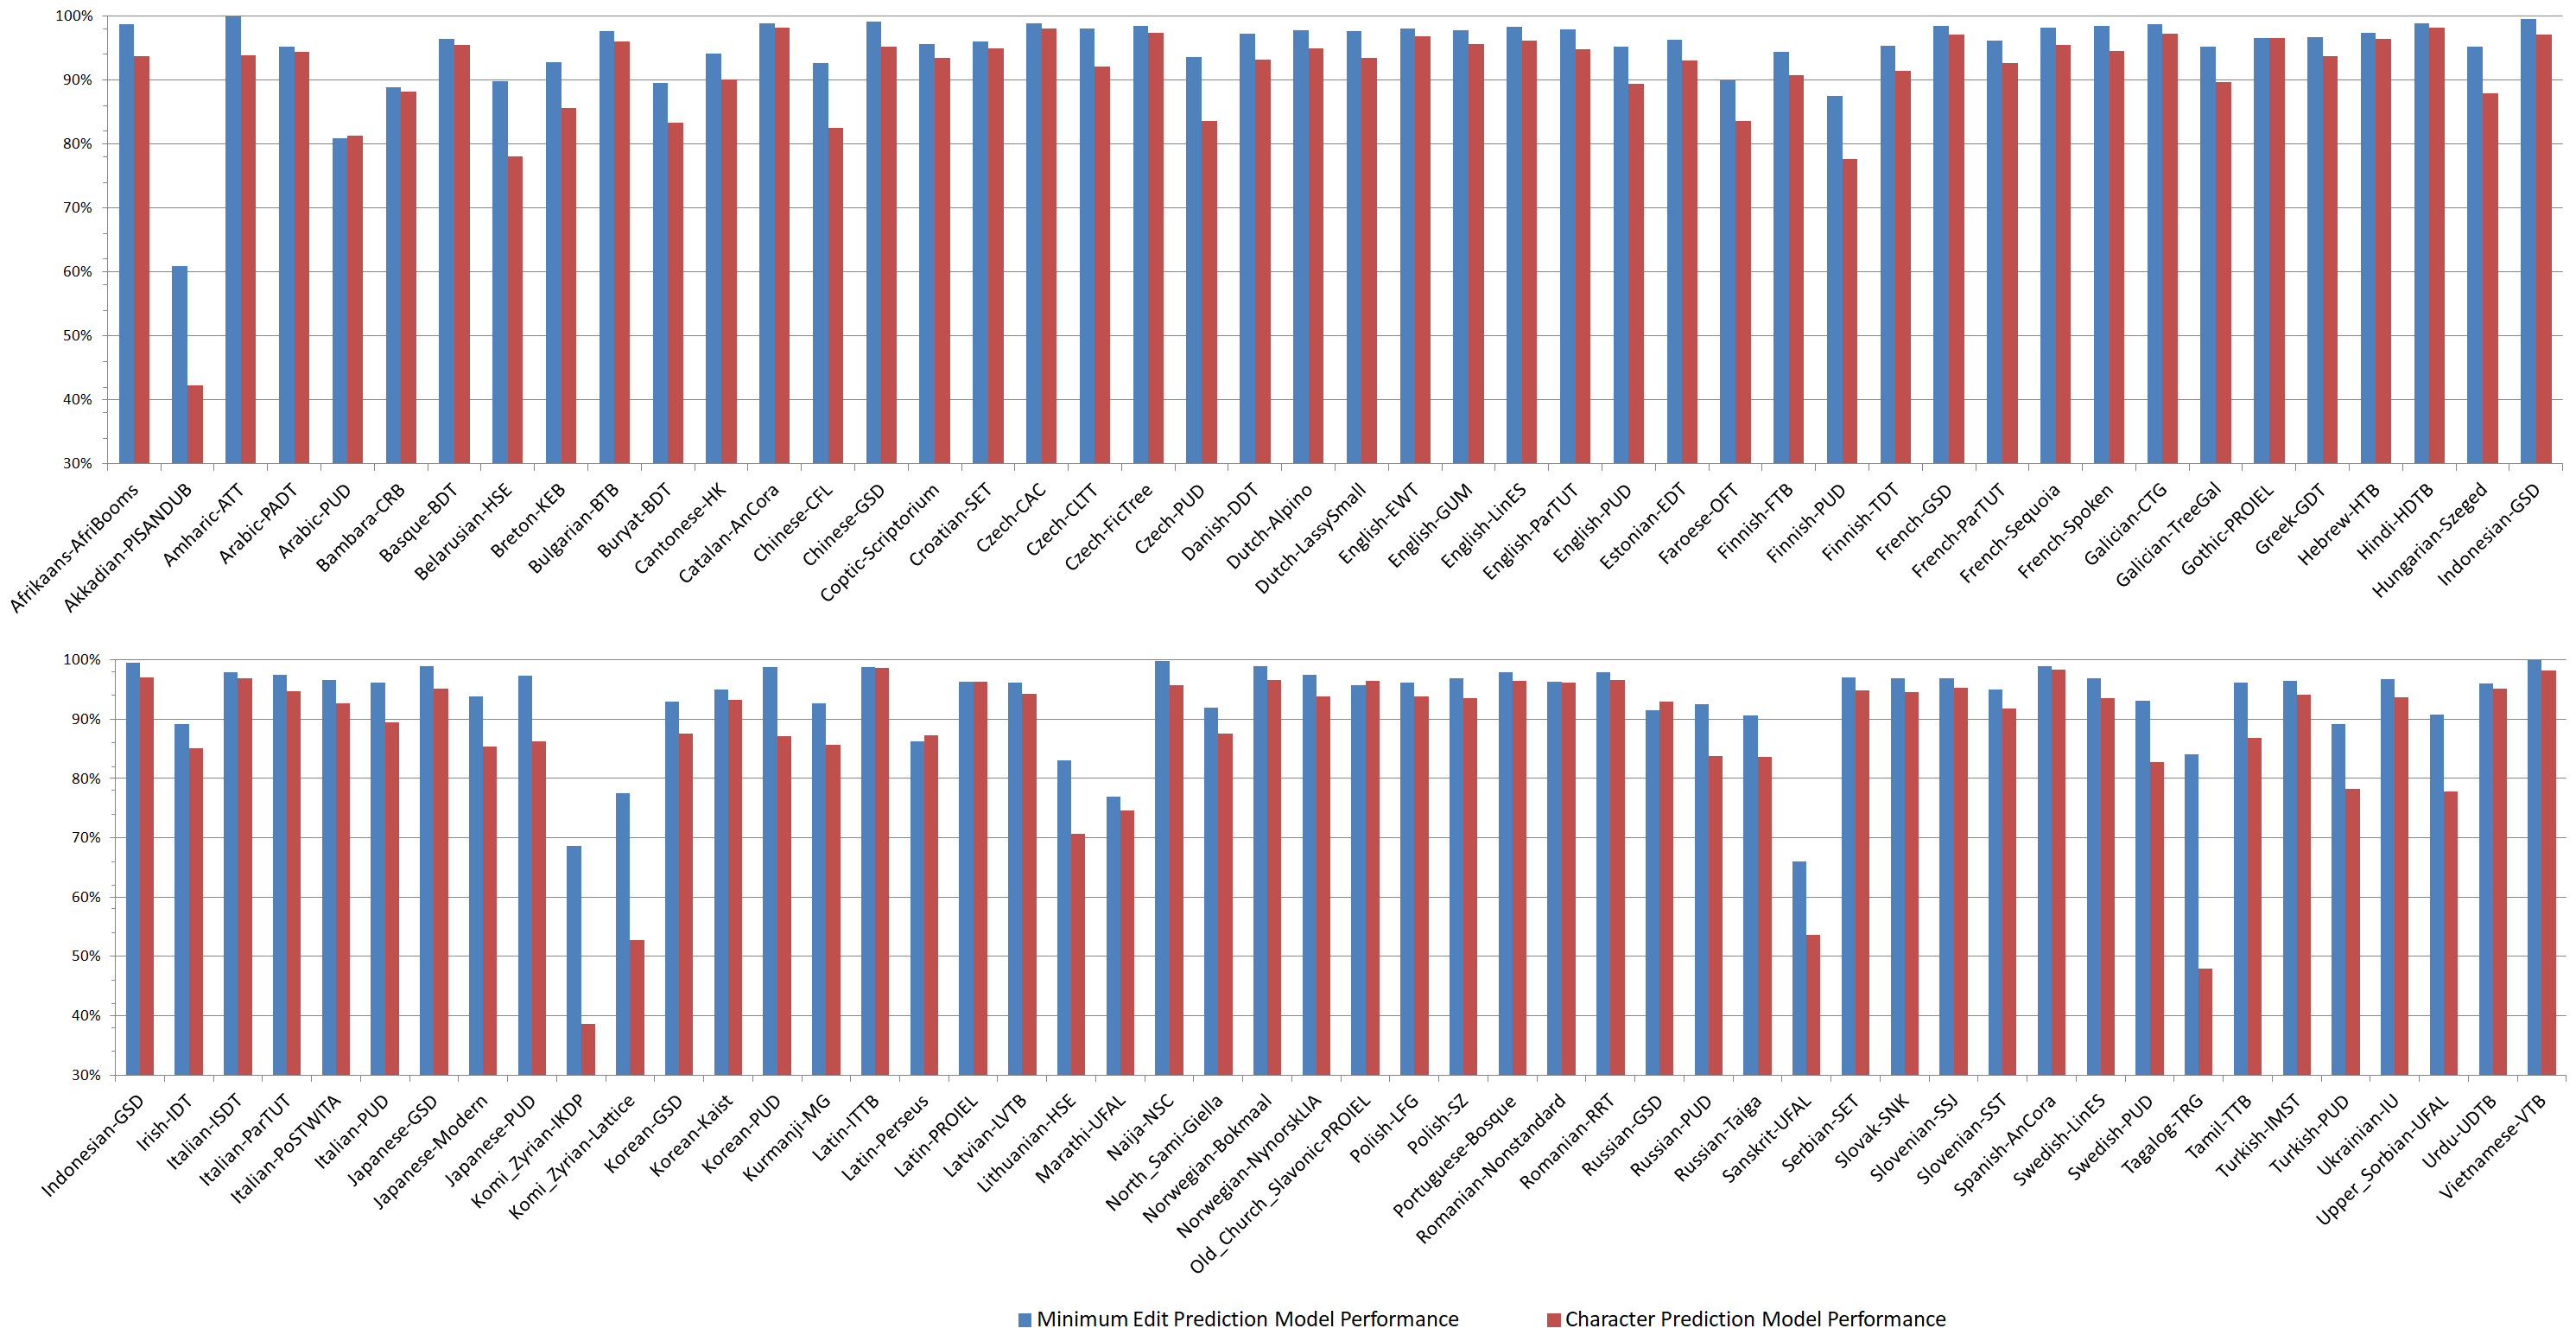 100%
90%
80%
70%
60%
50%
40%
30%
Afrikaans-AfriBooms
Akkadian-PISANDUB
Amharic-ATT
Arabic-PADT
Arabic-PUD
Bambara-CRB
Basque-BDT
Belarusian-HSE
Breton-KEB
Bulgarian-BTB
Buryat-BDT
Cantonese-HK
Catalan-AnCora
Chinese-CFL
Chinese-GSD
Coptic-Scriptorium
Croatian-SET
Czech-CAC
Czech-CLTT
Czech-FicTree
Czech-PUD
Danish-DDT
Dutch-Alpino
Dutch-LassySmall
English-EWT
English-GUM
English-LinES
English-ParTUT
English-PUD
Estonian-EDT
Faroese-OFT
Finnish-FTB
Finnish-PUD
Finnish-TDT
French-GSD
French-ParTUT
French-Sequoia
French-Spoken
Galician-CTG
Galician-TreeGal
Gothic-PROIEL
Greek-GDT
Hebrew-HTB
Hindi-HDTB
Hungarian-Szeged
Indonesian-GSD
100%
90%
80%
70%
60%
50%
40%
30%
Indonesian-GSD
Irish-IDT
Italian-ISDT
Italian-ParTUT
Italian-PoSTWITA
Italian-PUD
Japanese-GSD
Japanese-Modern
Japanese-PUD
Komi_Zyrian-IKDP
Komi_Zyrian-Lattice
Korean-GSD
Korean-Kaist
Korean-PUD
Kurmanji-MG
Latin-ITTB
Latin-Perseus
Latin-PROIEL
Latvian-LVTB
Lithuanian-HSE
Marathi-UFAL
Naija-NSC
North_Sami-Giella
Norwegian-Bokmaal
Norwegian-NynorskLIA
Old_Church_Slavonic-PROIEL
Polish-LFG
Polish-SZ
Portuguese-Bosque
Romanian-Nonstandard
Romanian-RRT
Russian-GSD
Russian-PUD
Russian-Taiga
Sanskrit-UFAL
Serbian-SET
Slovak-SNK
Slovenian-SSJ
Slovenian-SST
Spanish-AnCora
Swedish-LinES
Swedish-PUD
Tagalog-TRG
Tamil-TTB
Turkish-IMST
Turkish-PUD
Ukrainian-IU
Upper_Sorbian-UFAL
Urdu-UDTB
Vietnamese-VTB
Minimum Edit Prediction Model Performance
Character Prediction Model Performance